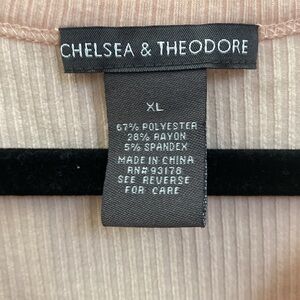 CHELSEA & THEODORE
XL
67% POLYESTER
28% RAYON
5% SPANDEX
MADE IN CHINA
RN# 93178
SEE REVERSE
FOR CARE